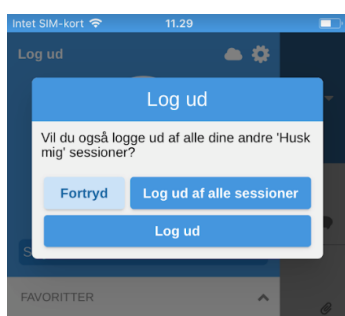 Intet SIM-kort 11.29
Log ud
Log ud
Vil du også logge ud af alle dine andre 'Husk
mig' sessioner?
Fortryd Log ud af alle sessioner
Log ud
S
FAVORITTER